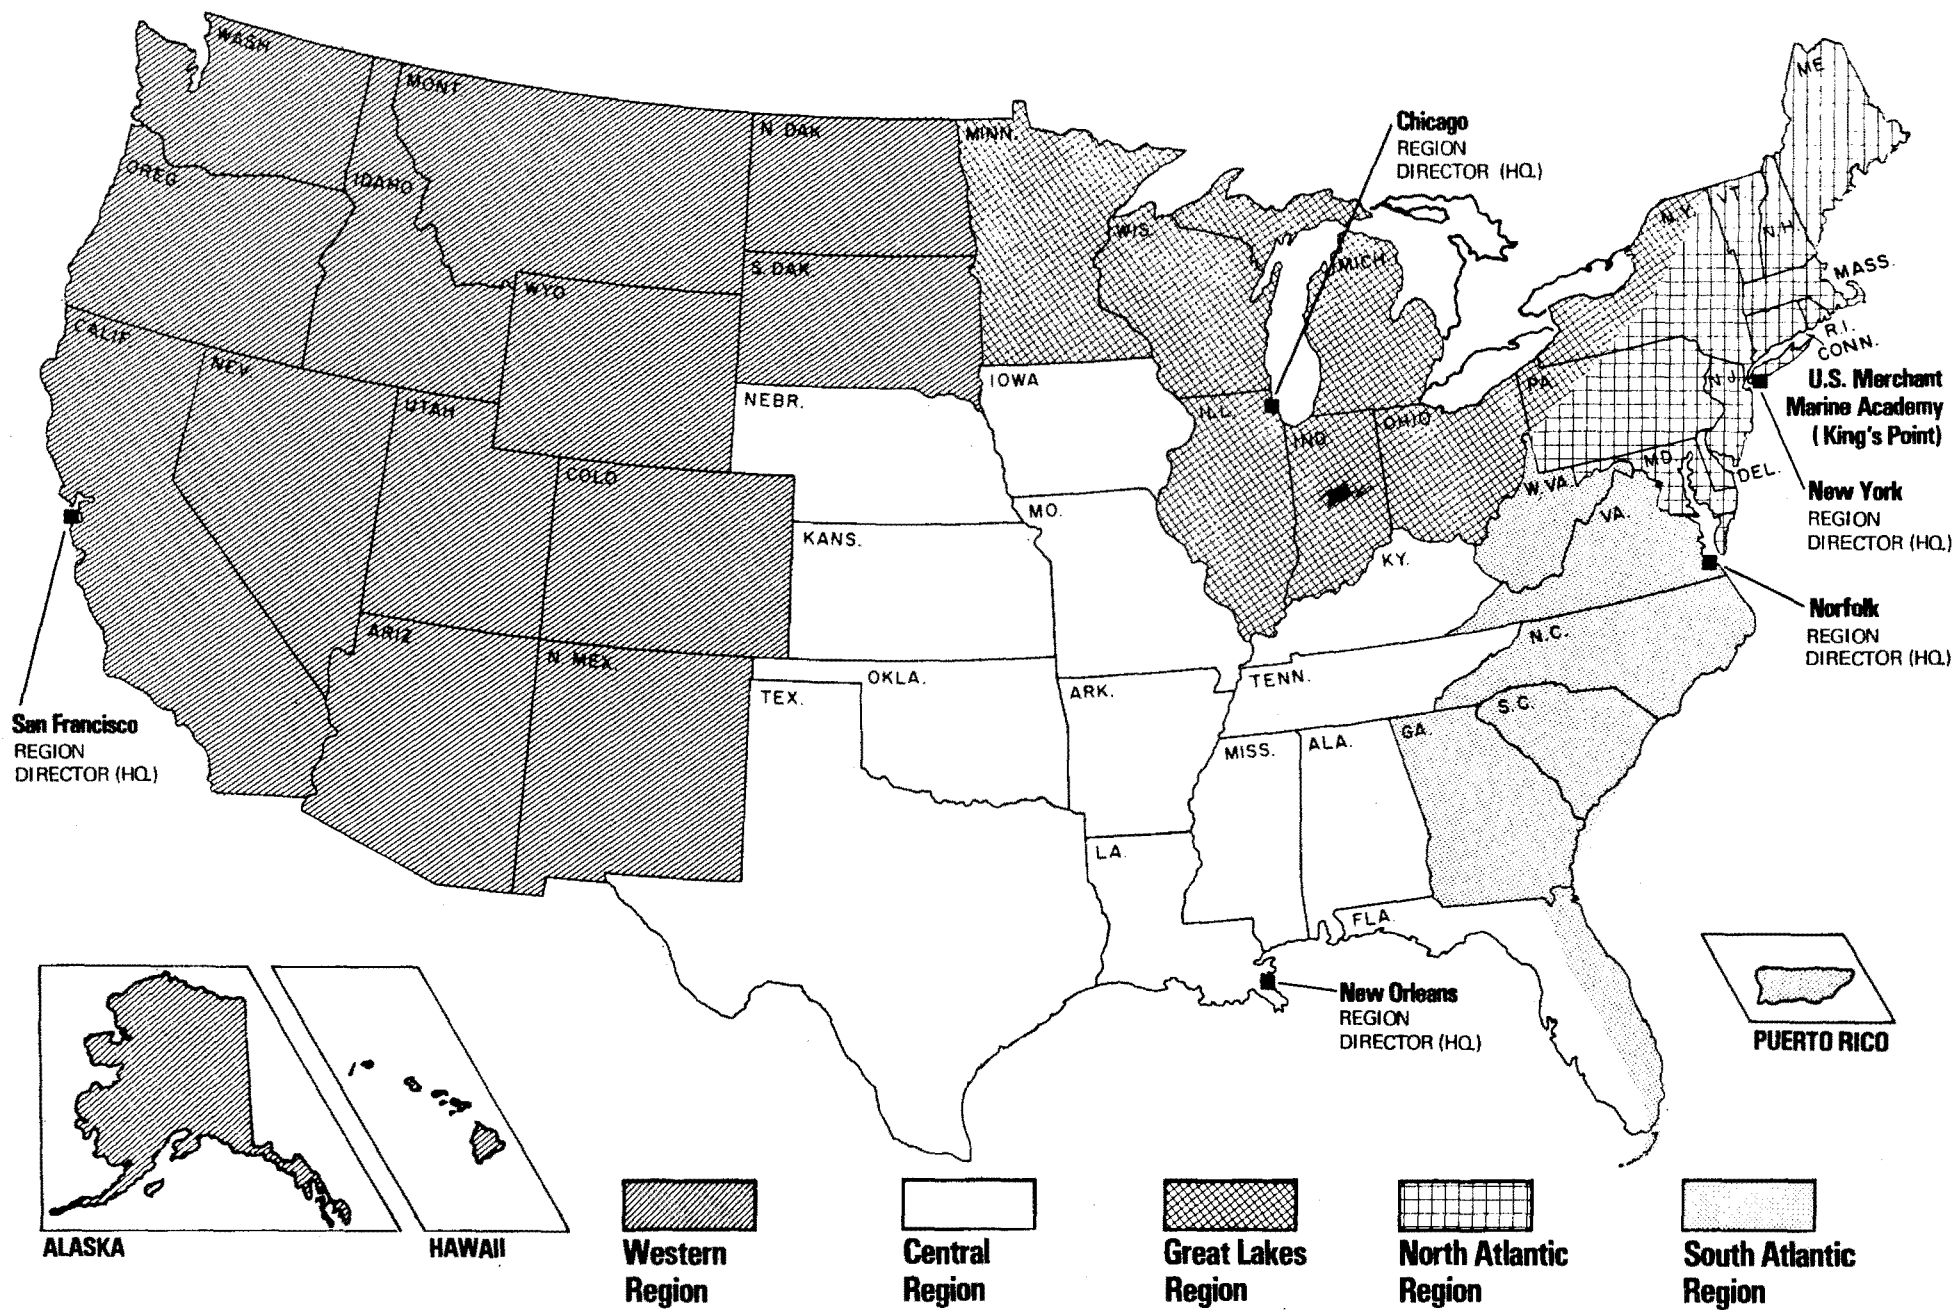 WASH
MONT
N. DAK.
MINN.
OREG
IDAHO
S. DAK.
WYO
WIS.
MICH.
N.Y.
VT
N.H.
ME
MASS.
R.I.
CONN.
CALIF
NEV.
UTAH
COLO
NEBR.
IOWA
ILL.
IND.
OHIO
PA.
N.J.
MD.
DEL.
W.VA.
VA.
KANS.
MO.
KY.
ARIZ
N. MEX.
OKLA.
TEX.
ARK.
TENN.
N.C.
S.C.
MISS.
ALA.
GA.
LA.
FLA.
Chicago
REGION
DIRECTOR (HQ.)
U.S. Merchant
Marine Academy
(King's Point)
New York
REGION
DIRECTOR (HQ.)
Norfolk
REGION
DIRECTOR (HQ.)
San Francisco
REGION
DIRECTOR (HQ.)
New Orleans
REGION
DIRECTOR (HQ.)
PUERTO RICO
ALASKA
HAWAII
Western
Region
Central
Region
Great Lakes
Region
North Atlantic
Region
South Atlantic
Region